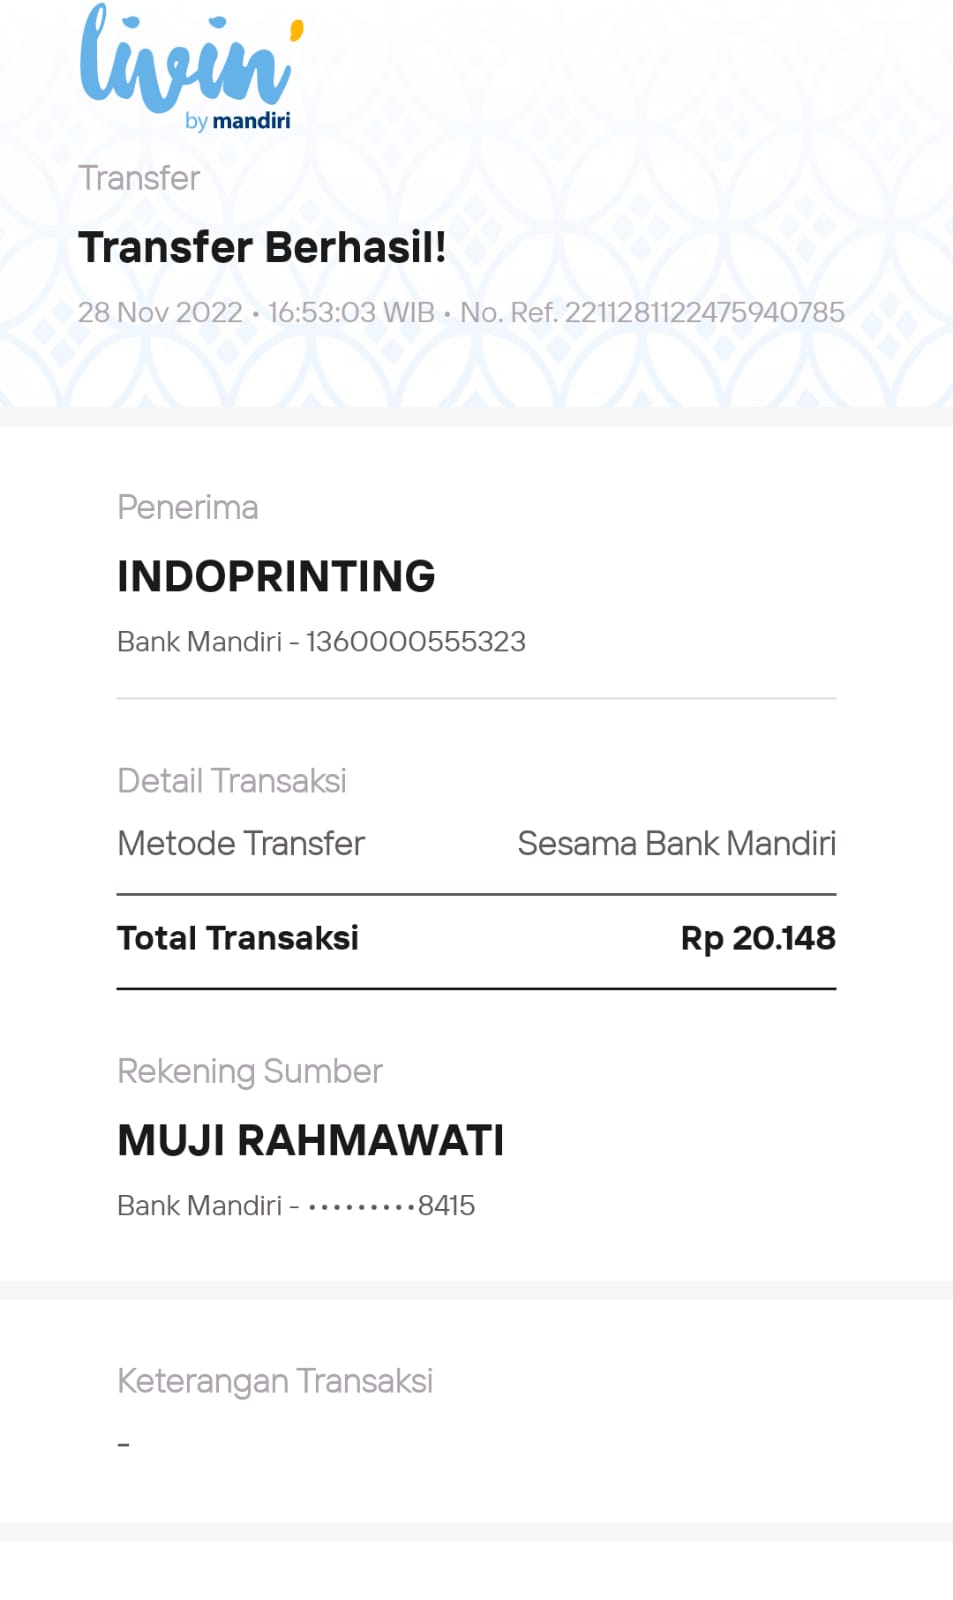 livin'
by mandiri
Transfer
Transfer Berhasil!
28 Nov 2022 • 16:53:03 WIB • No. Ref. 2211281122475940785
Penerima
INDOPRINTING
Bank Mandiri - 1360000555323
Detail Transaksi
Metode Transfer Sesama Bank Mandiri
Total Transaksi Rp 20.148
Rekening Sumber
MUJI RAHMAWATI
Bank Mandiri - •••••••••8415
Keterangan Transaksi
-